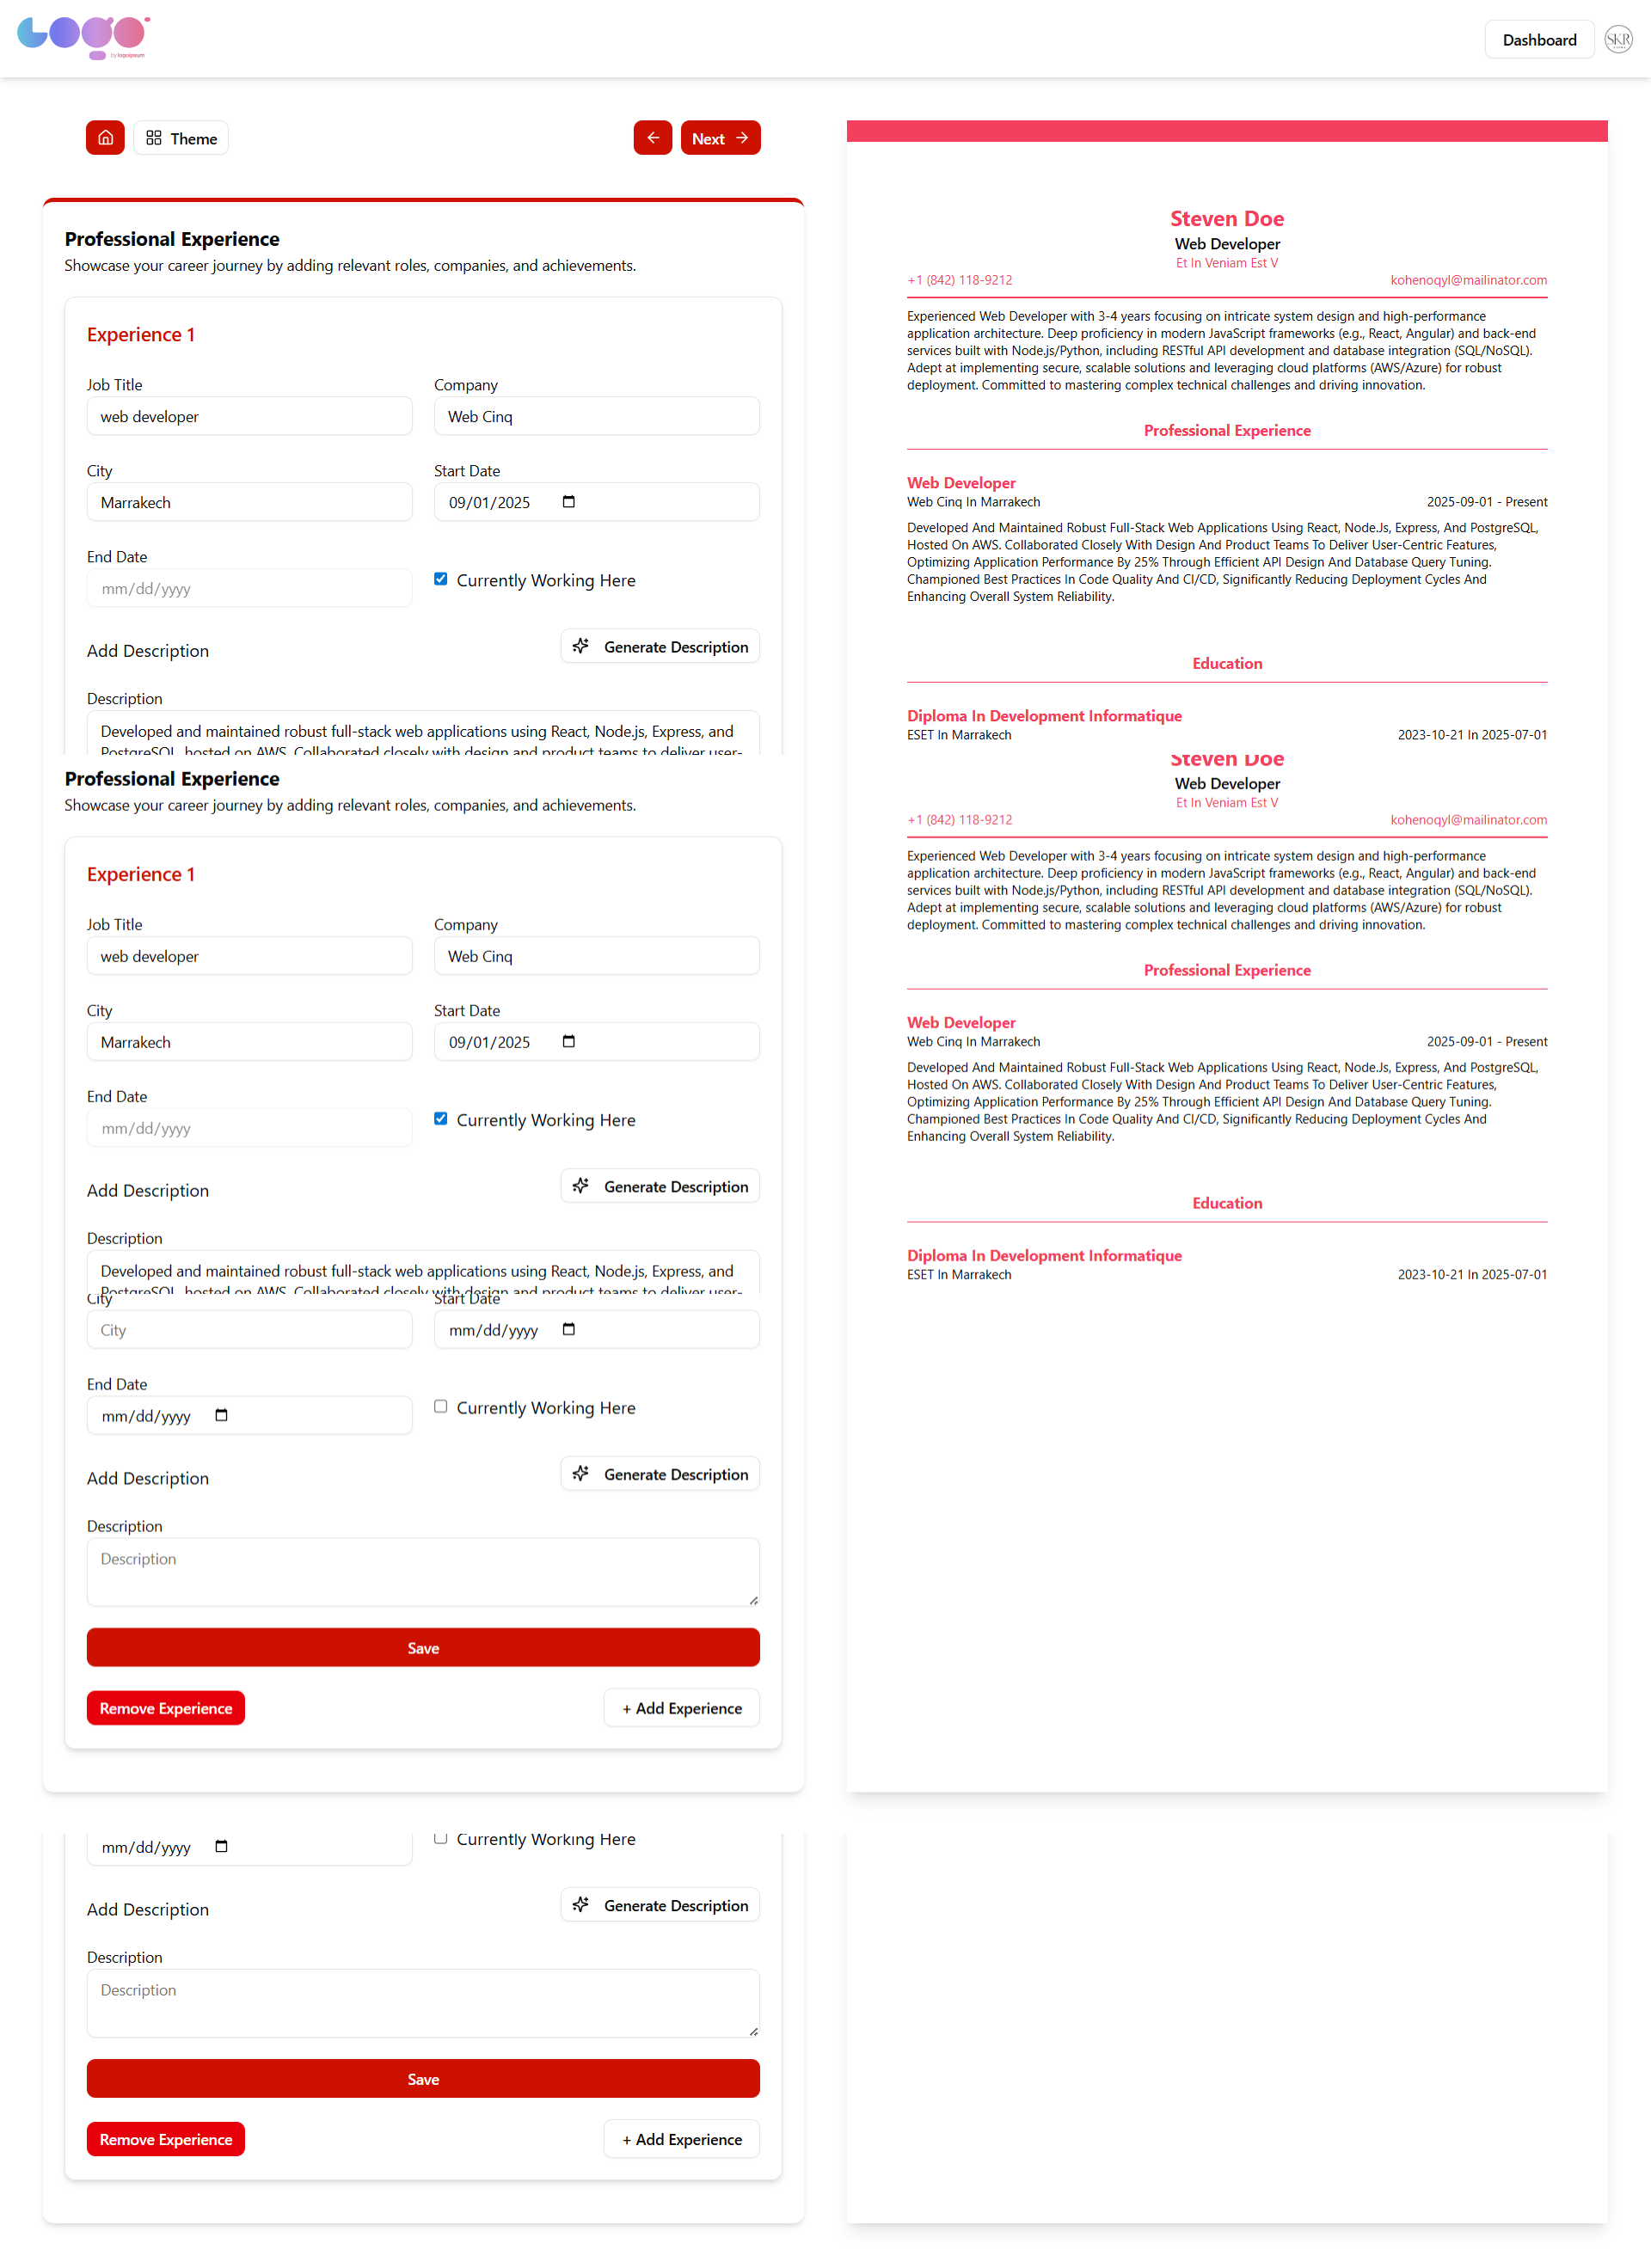 Logo
by logoipsum
Dashboard
SKR
Theme
Next
Professional Experience
Showcase your career journey by adding relevant roles, companies, and achievements.
Experience 1
Job Title
Company
web developer
Web Cinq
City
Start Date
Marrakech
09/01/2025
End Date
mm/dd/yyyy
Currently Working Here
Add Description
Generate Description
Description
Developed and maintained robust full-stack web applications using React, Node.js, Express, and
PostgreSQL, hosted on AWS. Collaborated closely with design and product teams to deliver user-
Steven Doe
Web Developer
Et In Veniam Est V
+1 (842) 118-9212
kohenoqyl@mailinator.com
Experienced Web Developer with 3-4 years focusing on intricate system design and high-performance
application architecture. Deep proficiency in modern JavaScript frameworks (e.g., React, Angular) and back-end
services built with Node.js/Python, including RESTful API development and database integration (SQL/NoSQL).
Adept at implementing secure, scalable solutions and leveraging cloud platforms (AWS/Azure) for robust
deployment. Committed to mastering complex technical challenges and driving innovation.
Professional Experience
Web Developer
Web Cinq In Marrakech
2025-09-01 - Present
Developed And Maintained Robust Full-Stack Web Applications Using React, Node.Js, Express, And PostgreSQL,
Hosted On AWS. Collaborated Closely With Design And Product Teams To Deliver User-Centric Features,
Optimizing Application Performance By 25% Through Efficient API Design And Database Query Tuning.
Championed Best Practices In Code Quality And CI/CD, Significantly Reducing Deployment Cycles And
Enhancing Overall System Reliability.
Education
Diploma In Development Informatique
ESET In Marrakech
2023-10-21 In 2025-07-01
Professional Experience
Showcase your career journey by adding relevant roles, companies, and achievements.
Experience 1
Job Title
Company
web developer
Web Cinq
City
Start Date
Marrakech
09/01/2025
End Date
mm/dd/yyyy
Currently Working Here
Add Description
Generate Description
Description
Developed and maintained robust full-stack web applications using React, Node.js, Express, and
PostgreSQL, hosted on AWS. Collaborated closely with design and product teams to deliver user-
Steven Doe
Web Developer
Et In Veniam Est V
+1 (842) 118-9212
kohenoqyl@mailinator.com
Experienced Web Developer with 3-4 years focusing on intricate system design and high-performance
application architecture. Deep proficiency in modern JavaScript frameworks (e.g., React, Angular) and back-end
services built with Node.js/Python, including RESTful API development and database integration (SQL/NoSQL).
Adept at implementing secure, scalable solutions and leveraging cloud platforms (AWS/Azure) for robust
deployment. Committed to mastering complex technical challenges and driving innovation.
Professional Experience
Web Developer
Web Cinq In Marrakech
2025-09-01 - Present
Developed And Maintained Robust Full-Stack Web Applications Using React, Node.Js, Express, And PostgreSQL,
Hosted On AWS. Collaborated Closely With Design And Product Teams To Deliver User-Centric Features,
Optimizing Application Performance By 25% Through Efficient API Design And Database Query Tuning.
Championed Best Practices In Code Quality And CI/CD, Significantly Reducing Deployment Cycles And
Enhancing Overall System Reliability.
Education
Diploma In Development Informatique
ESET In Marrakech
2023-10-21 In 2025-07-01
City
Start Date
City
mm/dd/yyyy
End Date
mm/dd/yyyy
Currently Working Here
Add Description
Generate Description
Description
Description
Save
Remove Experience
+ Add Experience
mm/dd/yyyy
Currently Working Here
Add Description
Generate Description
Description
Description
Save
Remove Experience
+ Add Experience